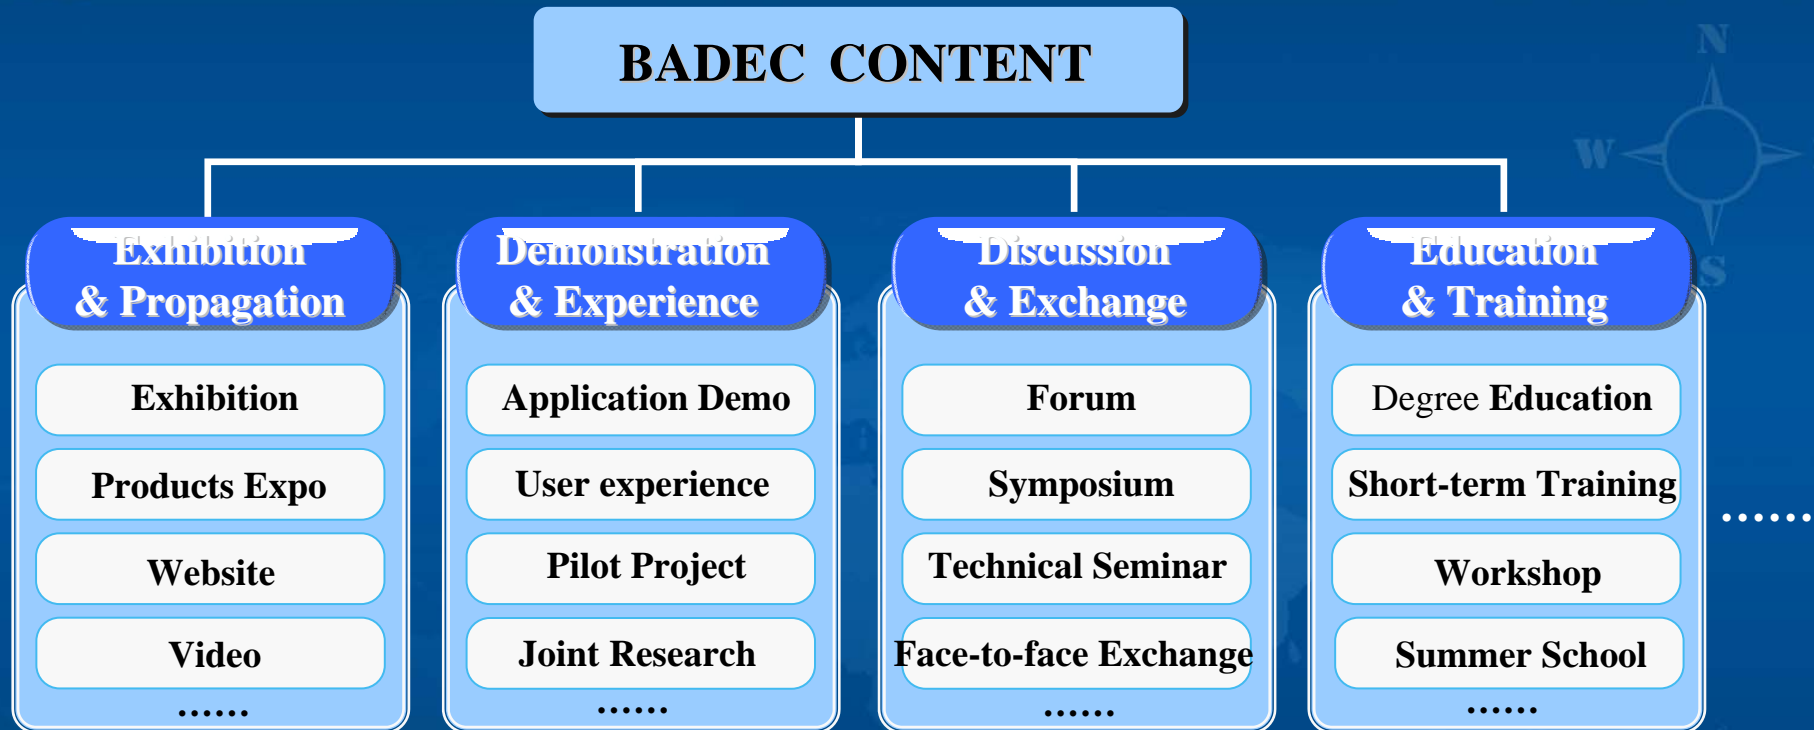 BADEC CONTENT
N
W
S
Exhibition
& Propagation
Exhibition
Products Expo
Website
Video
......
Demonstration
& Experience
Application Demo
User experience
Pilot Project
Joint Research
......
Discussion
& Exchange
Forum
Symposium
Technical Seminar
Face-to-face Exchange
......
Education
& Training
Degree Education
Short-term Training
Workshop
Summer School
......
......